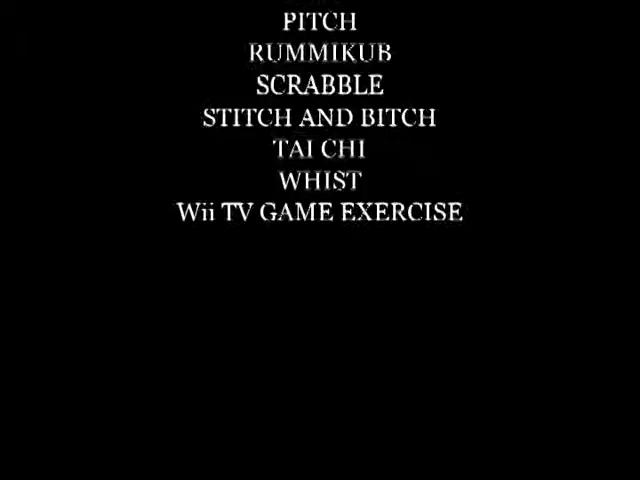 PITCH
RUMMIKUB
SCRABBLE
STITCH AND BITCH
TAI CHI
WHIST
Wii TV GAME EXERCISE